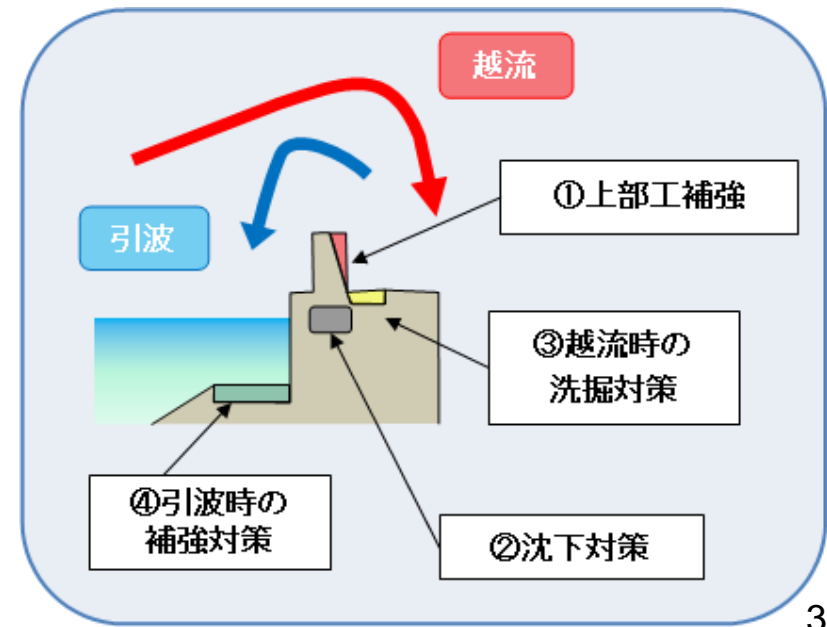 越流
引波
①上部工補強
③越流時の
洗掘対策
④引波時の
補強対策
②沈下対策
3